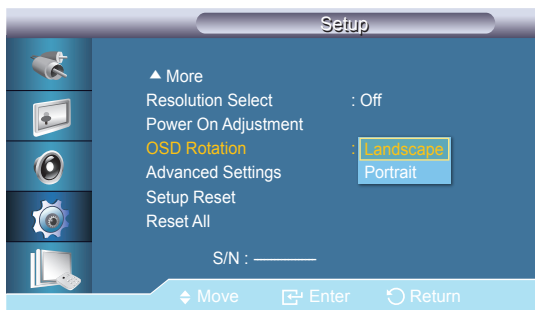 Setup
▲ More
Resolution Select : Off
Power On Adjustment
OSD Rotation : Landscape
Portrait
Advanced Settings
Setup Reset
Reset All
S/N : ––––––––
Move Enter Return